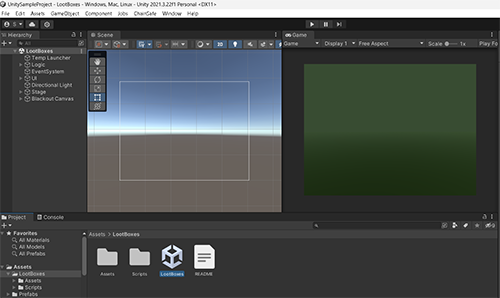 UnitySampleProject - LootBoxes - Windows, Mac, Linux - Unity 2021.3.22f1 Personal <DX11>
File Edit Assets GameObject Component Jobs ChainSafe Window Help
S
Hierarchy
Scene
Game
All
2D
Game Display 1 Free Aspect Scale 1x Play Fo
LootBoxes
Temp Launcher
Logic
EventSystem
UI
Directional Light
Stage
Blackout Canvas
Project Console
Favorites
All Materials
All Models
All Prefabs
Assets
LootBoxes
Assets
Scripts
Prefabs
Assets > LootBoxes
Assets Scripts LootBoxes README